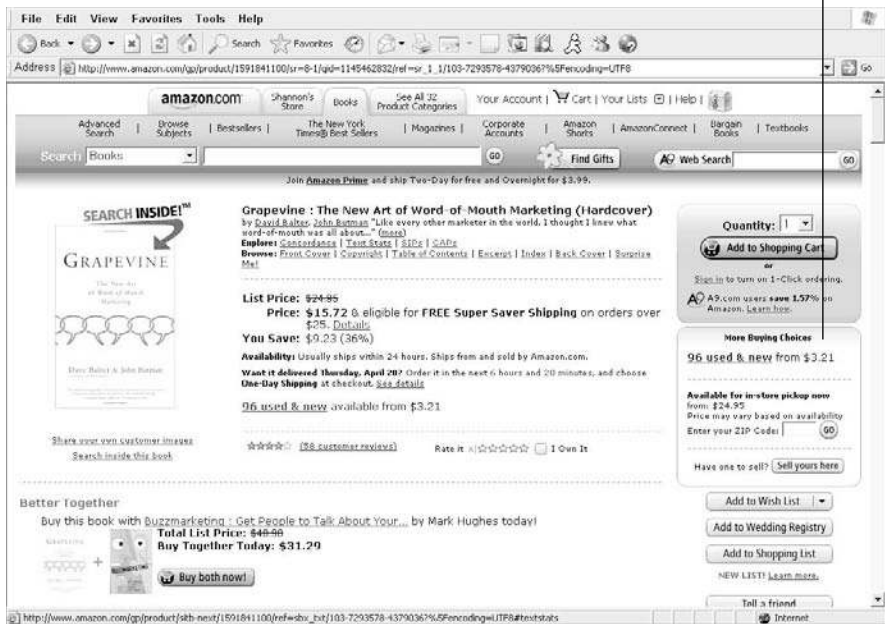 File Edit View Favorites Tools Help
Back Search Favorites
Address http://www.amazon.com/gp/product/1591841100/sr=8-1/qid=1145462832/ref=sr_1_1/103-7293578-4379036?%5Fencoding=UTF8 Go
amazon.com Shannon's Store Books See All 32 Product Categories Your Account | Cart | Your Lists | Help |
Advanced Search | Browse Subjects | Bestsellers | The New York Times® Best Sellers | Magazines | Corporate Accounts | Amazon Shorts | AmazonConnect | Bargain Books | Textbooks
Search Books GO Find Gifts A9 Web Search GO
Join Amazon Prime and ship Two-Day for free and Overnight for $3.99.
SEARCH INSIDE!™
GRAPEVINE
The New Art
of Word-of-Mouth
Marketing
Dave Balter & John Butman
Share your own customer images
Search inside this book
Grapevine : The New Art of Word-of-Mouth Marketing (Hardcover)
by David Balter, John Butman "Like every other marketer in the world, I thought I knew what
word-of-mouth was all about..." (more)
Explore: Concordance | Text Stats | SIPs | CAPs
Browse: Front Cover | Copyright | Table of Contents | Excerpt | Index | Back Cover | Surprise
Me!
List Price: $24.95
Price: $15.72 & eligible for FREE Super Saver Shipping on orders over
$25. Details
You Save: $9.23 (36%)
Availability: Usually ships within 24 hours. Ships from and sold by Amazon.com.
Want it delivered Thursday, April 20? Order it in the next 6 hours and 20 minutes, and choose
One-Day Shipping at checkout. See details
96 used & new available from $3.21
(58 customer reviews) Rate it I Own It
Quantity: 1
Add to Shopping Cart
or
Sign in to turn on 1-Click ordering.
A9 A9.com users save 1.57% on
Amazon. Learn how.
More Buying Choices
96 used & new from $3.21
Available for in-store pickup now
from: $24.95
Price may vary based on availability
Enter your ZIP Code: GO
Have one to sell? Sell yours here
Add to Wish List
Add to Wedding Registry
Add to Shopping List
NEW LIST! Learn more.
Tell a friend
Better Together
Buy this book with Buzzmarketing : Get People to Talk About Your... by Mark Hughes today!
Total List Price: $48.90
Buy Together Today: $31.29
GRAPEVINE + BUZZMARKETING
Buy both now!
http://www.amazon.com/gp/product/sitb-next/1591841100/ref=sbx_txt/103-7293578-4379036?%5Fencoding=UTF8#textstats Internet